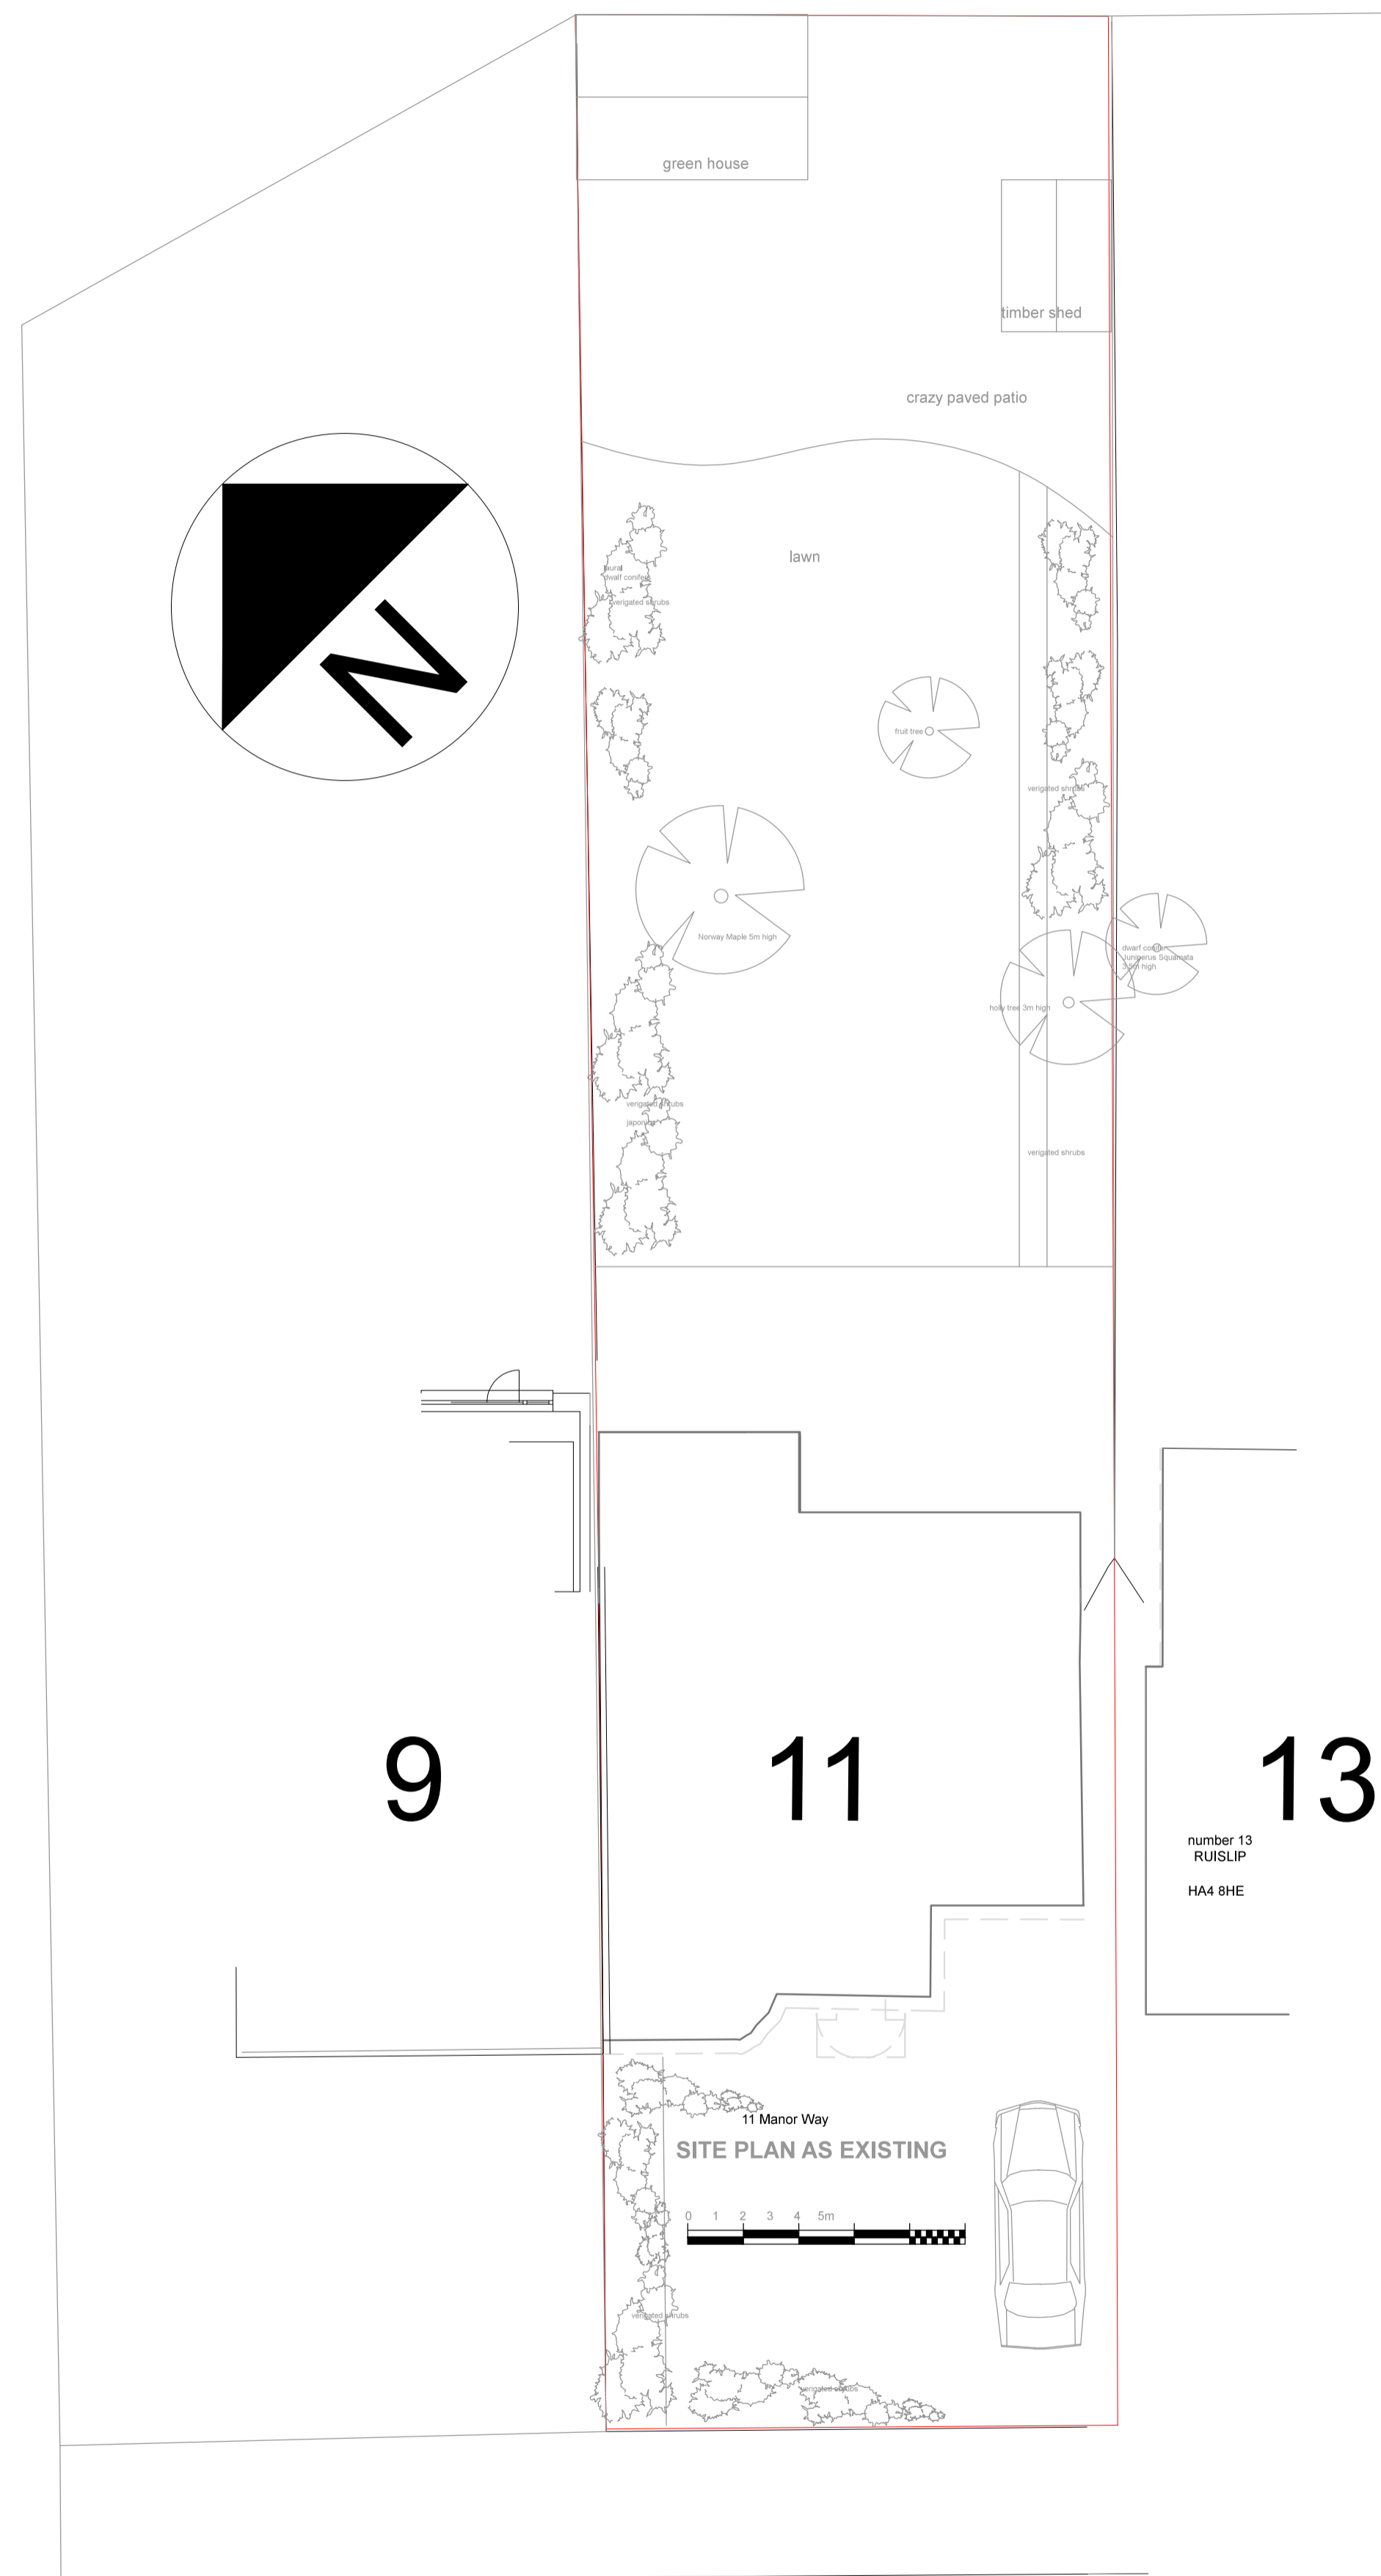 green house
timber shed
crazy paved patio
lawn
laural
dwalf conifers
verigated shrubs
N
fruit tree
verigated shrubs
Norway Maple 5m high
dwarf conifer
Juniperus Squamata
3.5m high
holly tree 3m high
verigated shrubs
japonica
verigated shrubs
9
11
13
number 13
RUISLIP
HA4 8HE
11 Manor Way
SITE PLAN AS EXISTING
0 1 2 3 4 5m
verigated shrubs
verigated shrubs